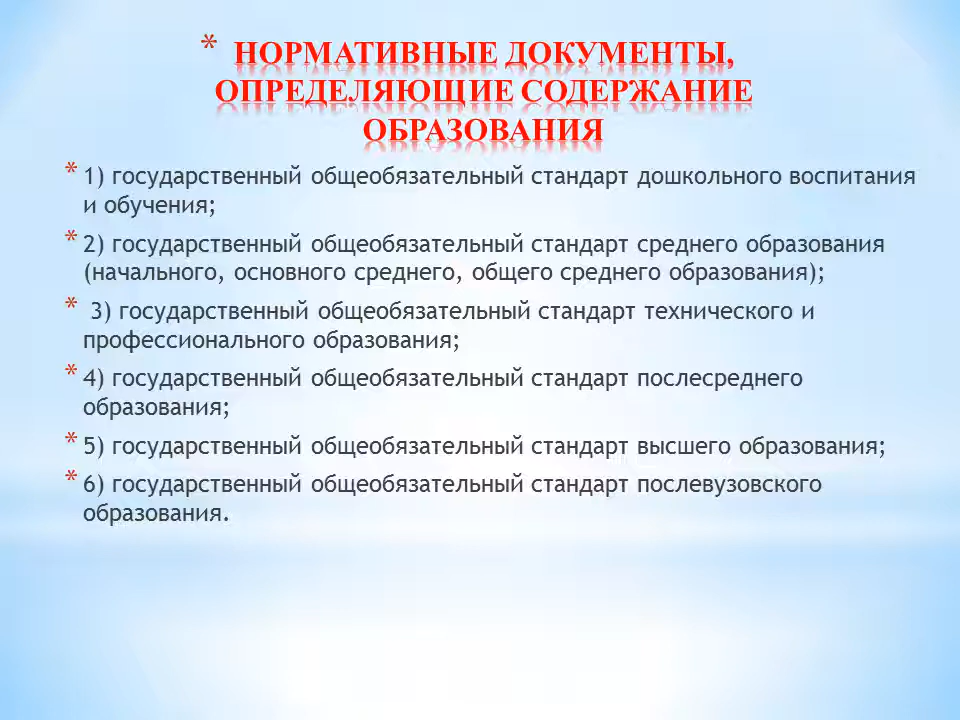 * НОРМАТИВНЫЕ ДОКУМЕНТЫ,
ОПРЕДЕЛЯЮЩИЕ СОДЕРЖАНИЕ
ОБРАЗОВАНИЯ
* 1) государственный общеобязательный стандарт дошкольного воспитания
и обучения;
* 2) государственный общеобязательный стандарт среднего образования
(начального, основного среднего, общего среднего образования);
* 3) государственный общеобязательный стандарт технического и
профессионального образования;
* 4) государственный общеобязательный стандарт послесреднего
образования;
* 5) государственный общеобязательный стандарт высшего образования;
* 6) государственный общеобязательный стандарт послевузовского
образования.